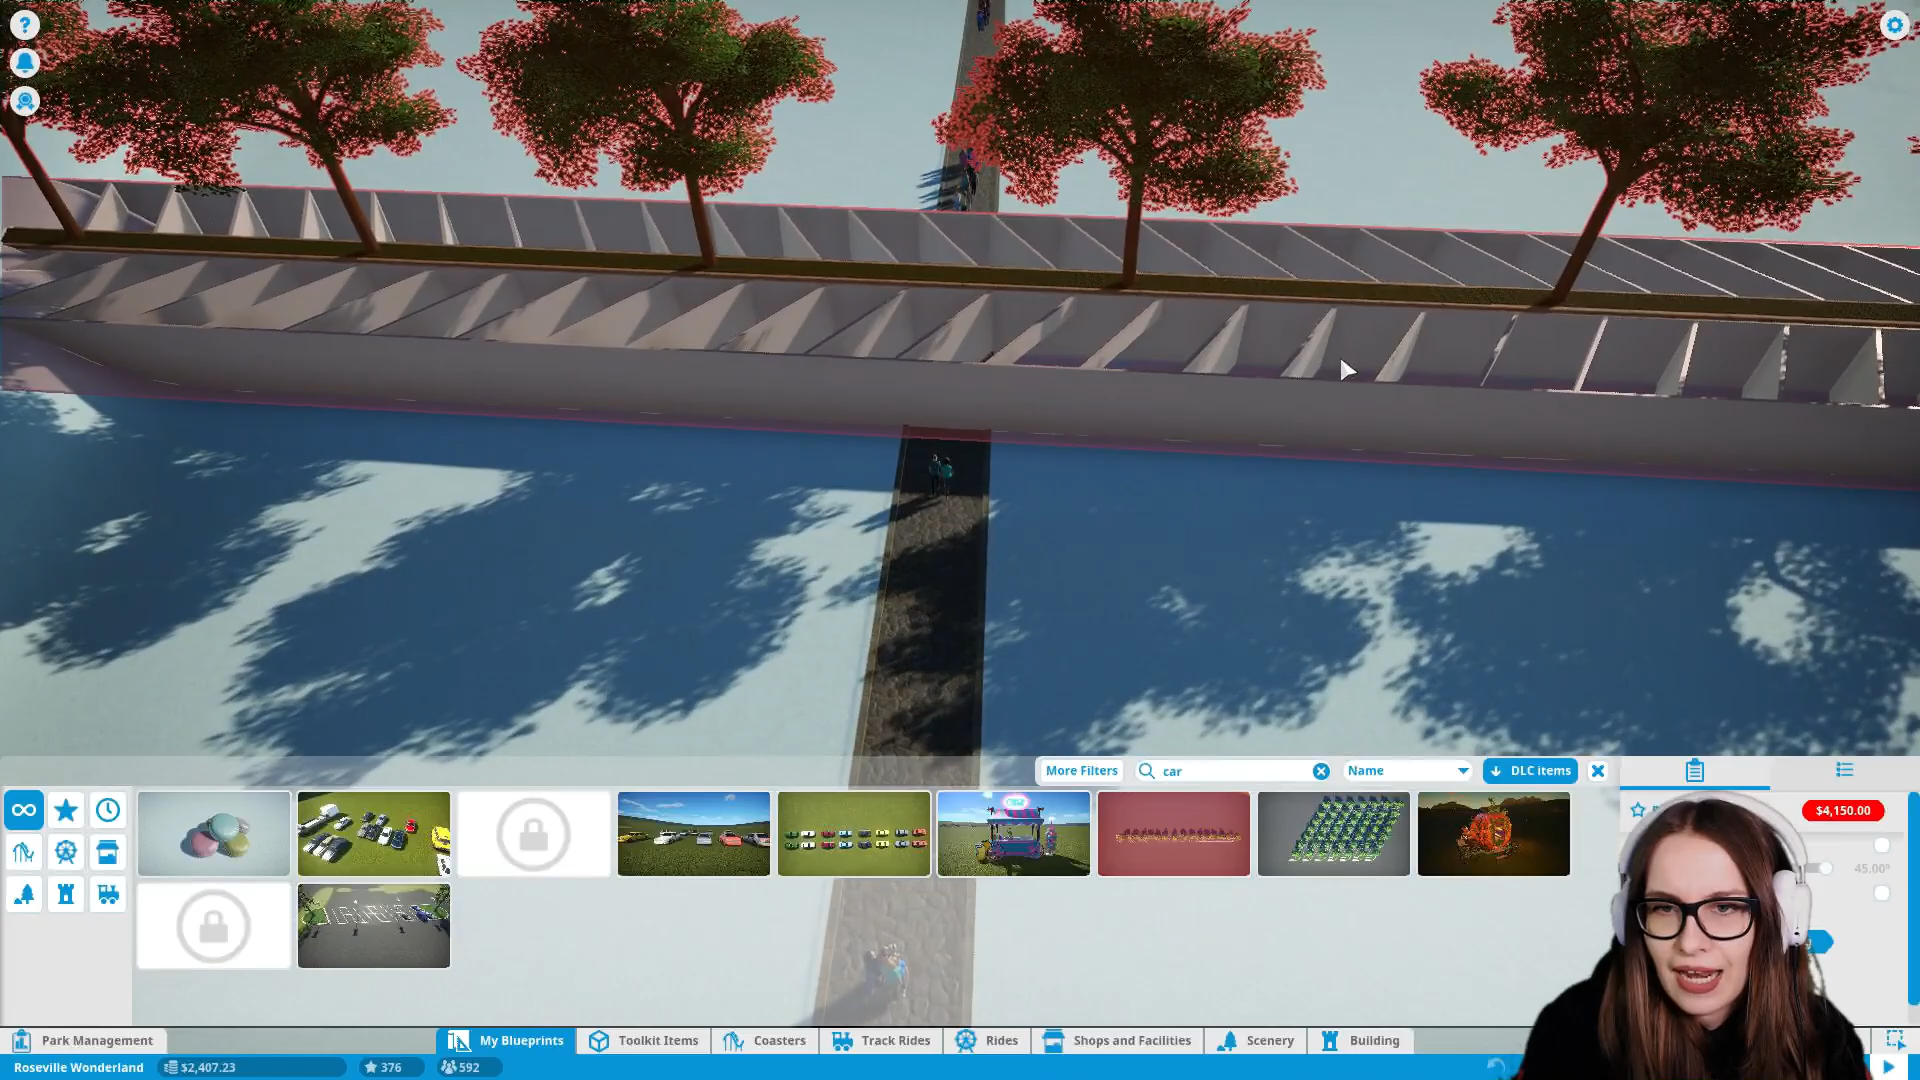 ?
More Filters
car
Name
DLC items
$4,150.00
45.00°
Park Management
My Blueprints
Toolkit Items
Coasters
Track Rides
Rides
Shops and Facilities
Scenery
Building
Roseville Wonderland
$2,407.23
376
592